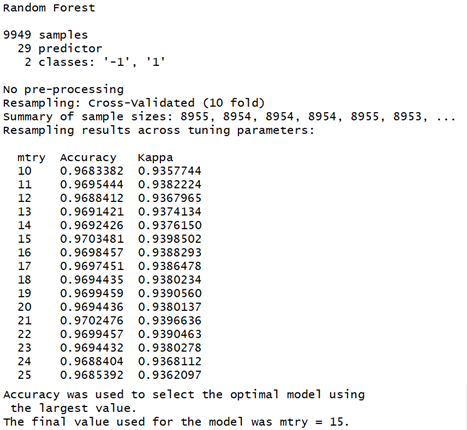 Random Forest
9949 samples
29 predictor
2 classes: '-1', '1'
No pre-processing
Resampling: Cross-Validated (10 fold)
Summary of sample sizes: 8955, 8954, 8954, 8954, 8955, 8953, ...
Resampling results across tuning parameters:
mtry Accuracy Kappa
10 0.9683382 0.9357744
11 0.9695444 0.9382224
12 0.9688412 0.9367965
13 0.9691421 0.9374134
14 0.9692426 0.9376150
15 0.9703481 0.9398502
16 0.9698457 0.9388293
17 0.9697451 0.9386478
18 0.9694435 0.9380234
19 0.9699459 0.9390560
20 0.9694436 0.9380137
21 0.9702476 0.9396636
22 0.9699457 0.9390463
23 0.9694432 0.9380278
24 0.9688404 0.9368112
25 0.9685392 0.9362097
Accuracy was used to select the optimal model using
the largest value.
The final value used for the model was mtry = 15.